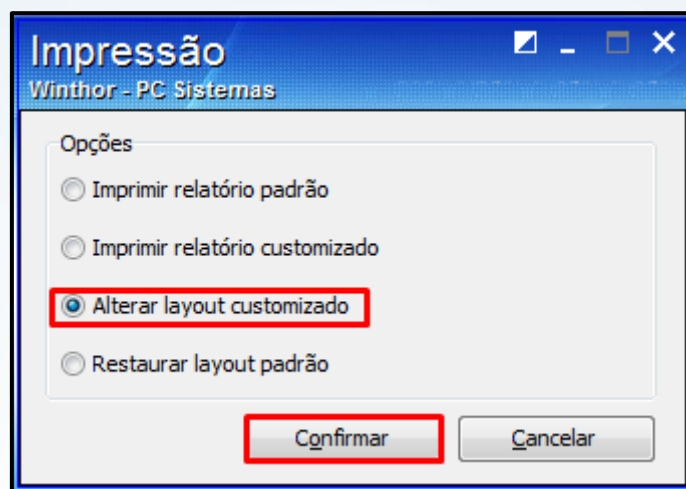 Impressão
Winthor - PC Sistemas
Opções
Imprimir relatório padrão
Imprimir relatório customizado
Alterar layout customizado
Restaurar layout padrão
Confirmar
Cancelar